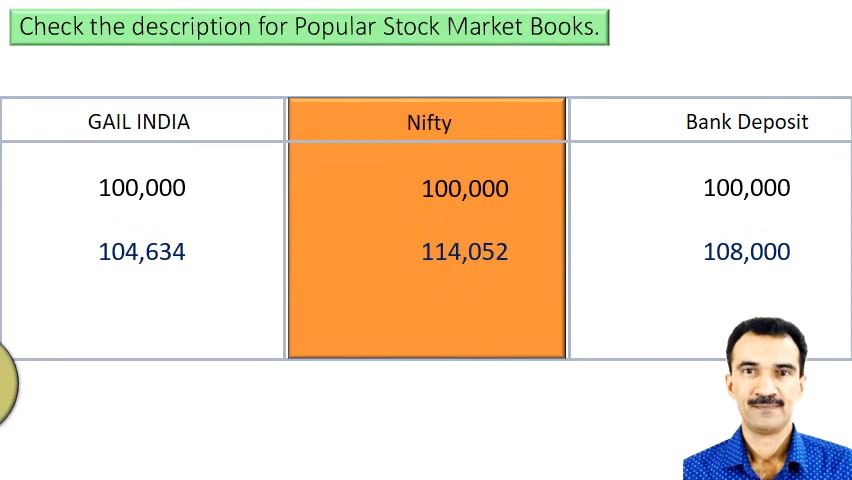 Check the description for Popular Stock Market Books.
GAIL INDIA Nifty Bank Deposit
100,000 100,000 100,000
104,634 114,052 108,000